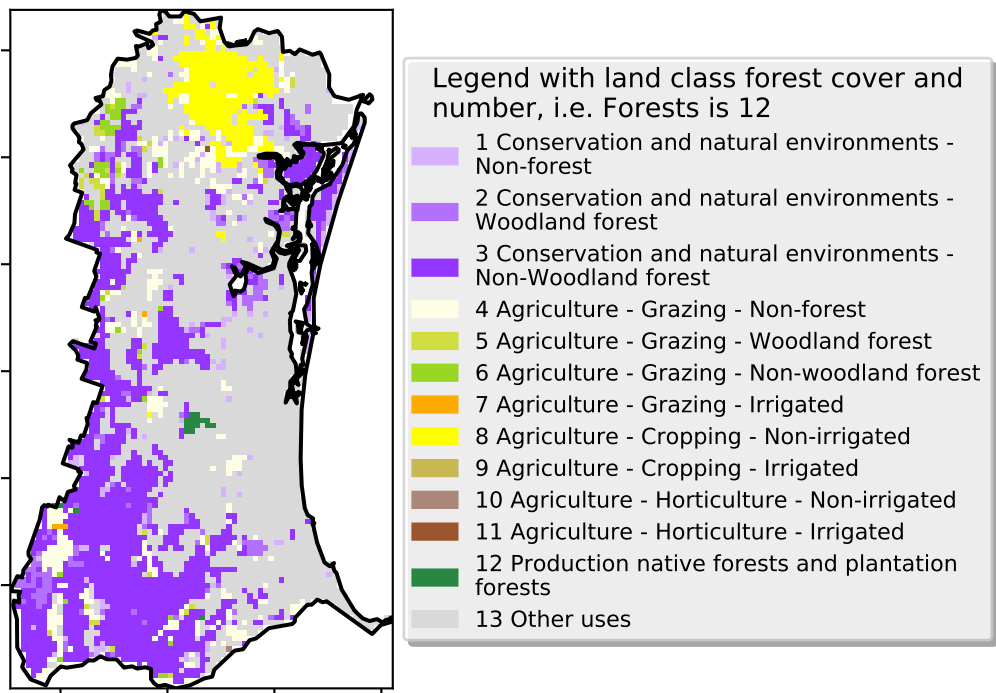 Legend with land class forest cover and
number, i.e. Forests is 12
1 Conservation and natural environments -
Non-forest
2 Conservation and natural environments -
Woodland forest
3 Conservation and natural environments -
Non-Woodland forest
4 Agriculture - Grazing - Non-forest
5 Agriculture - Grazing - Woodland forest
6 Agriculture - Grazing - Non-woodland forest
7 Agriculture - Grazing - Irrigated
8 Agriculture - Cropping - Non-irrigated
9 Agriculture - Cropping - Irrigated
10 Agriculture - Horticulture - Non-irrigated
11 Agriculture - Horticulture - Irrigated
12 Production native forests and plantation
forests
13 Other uses